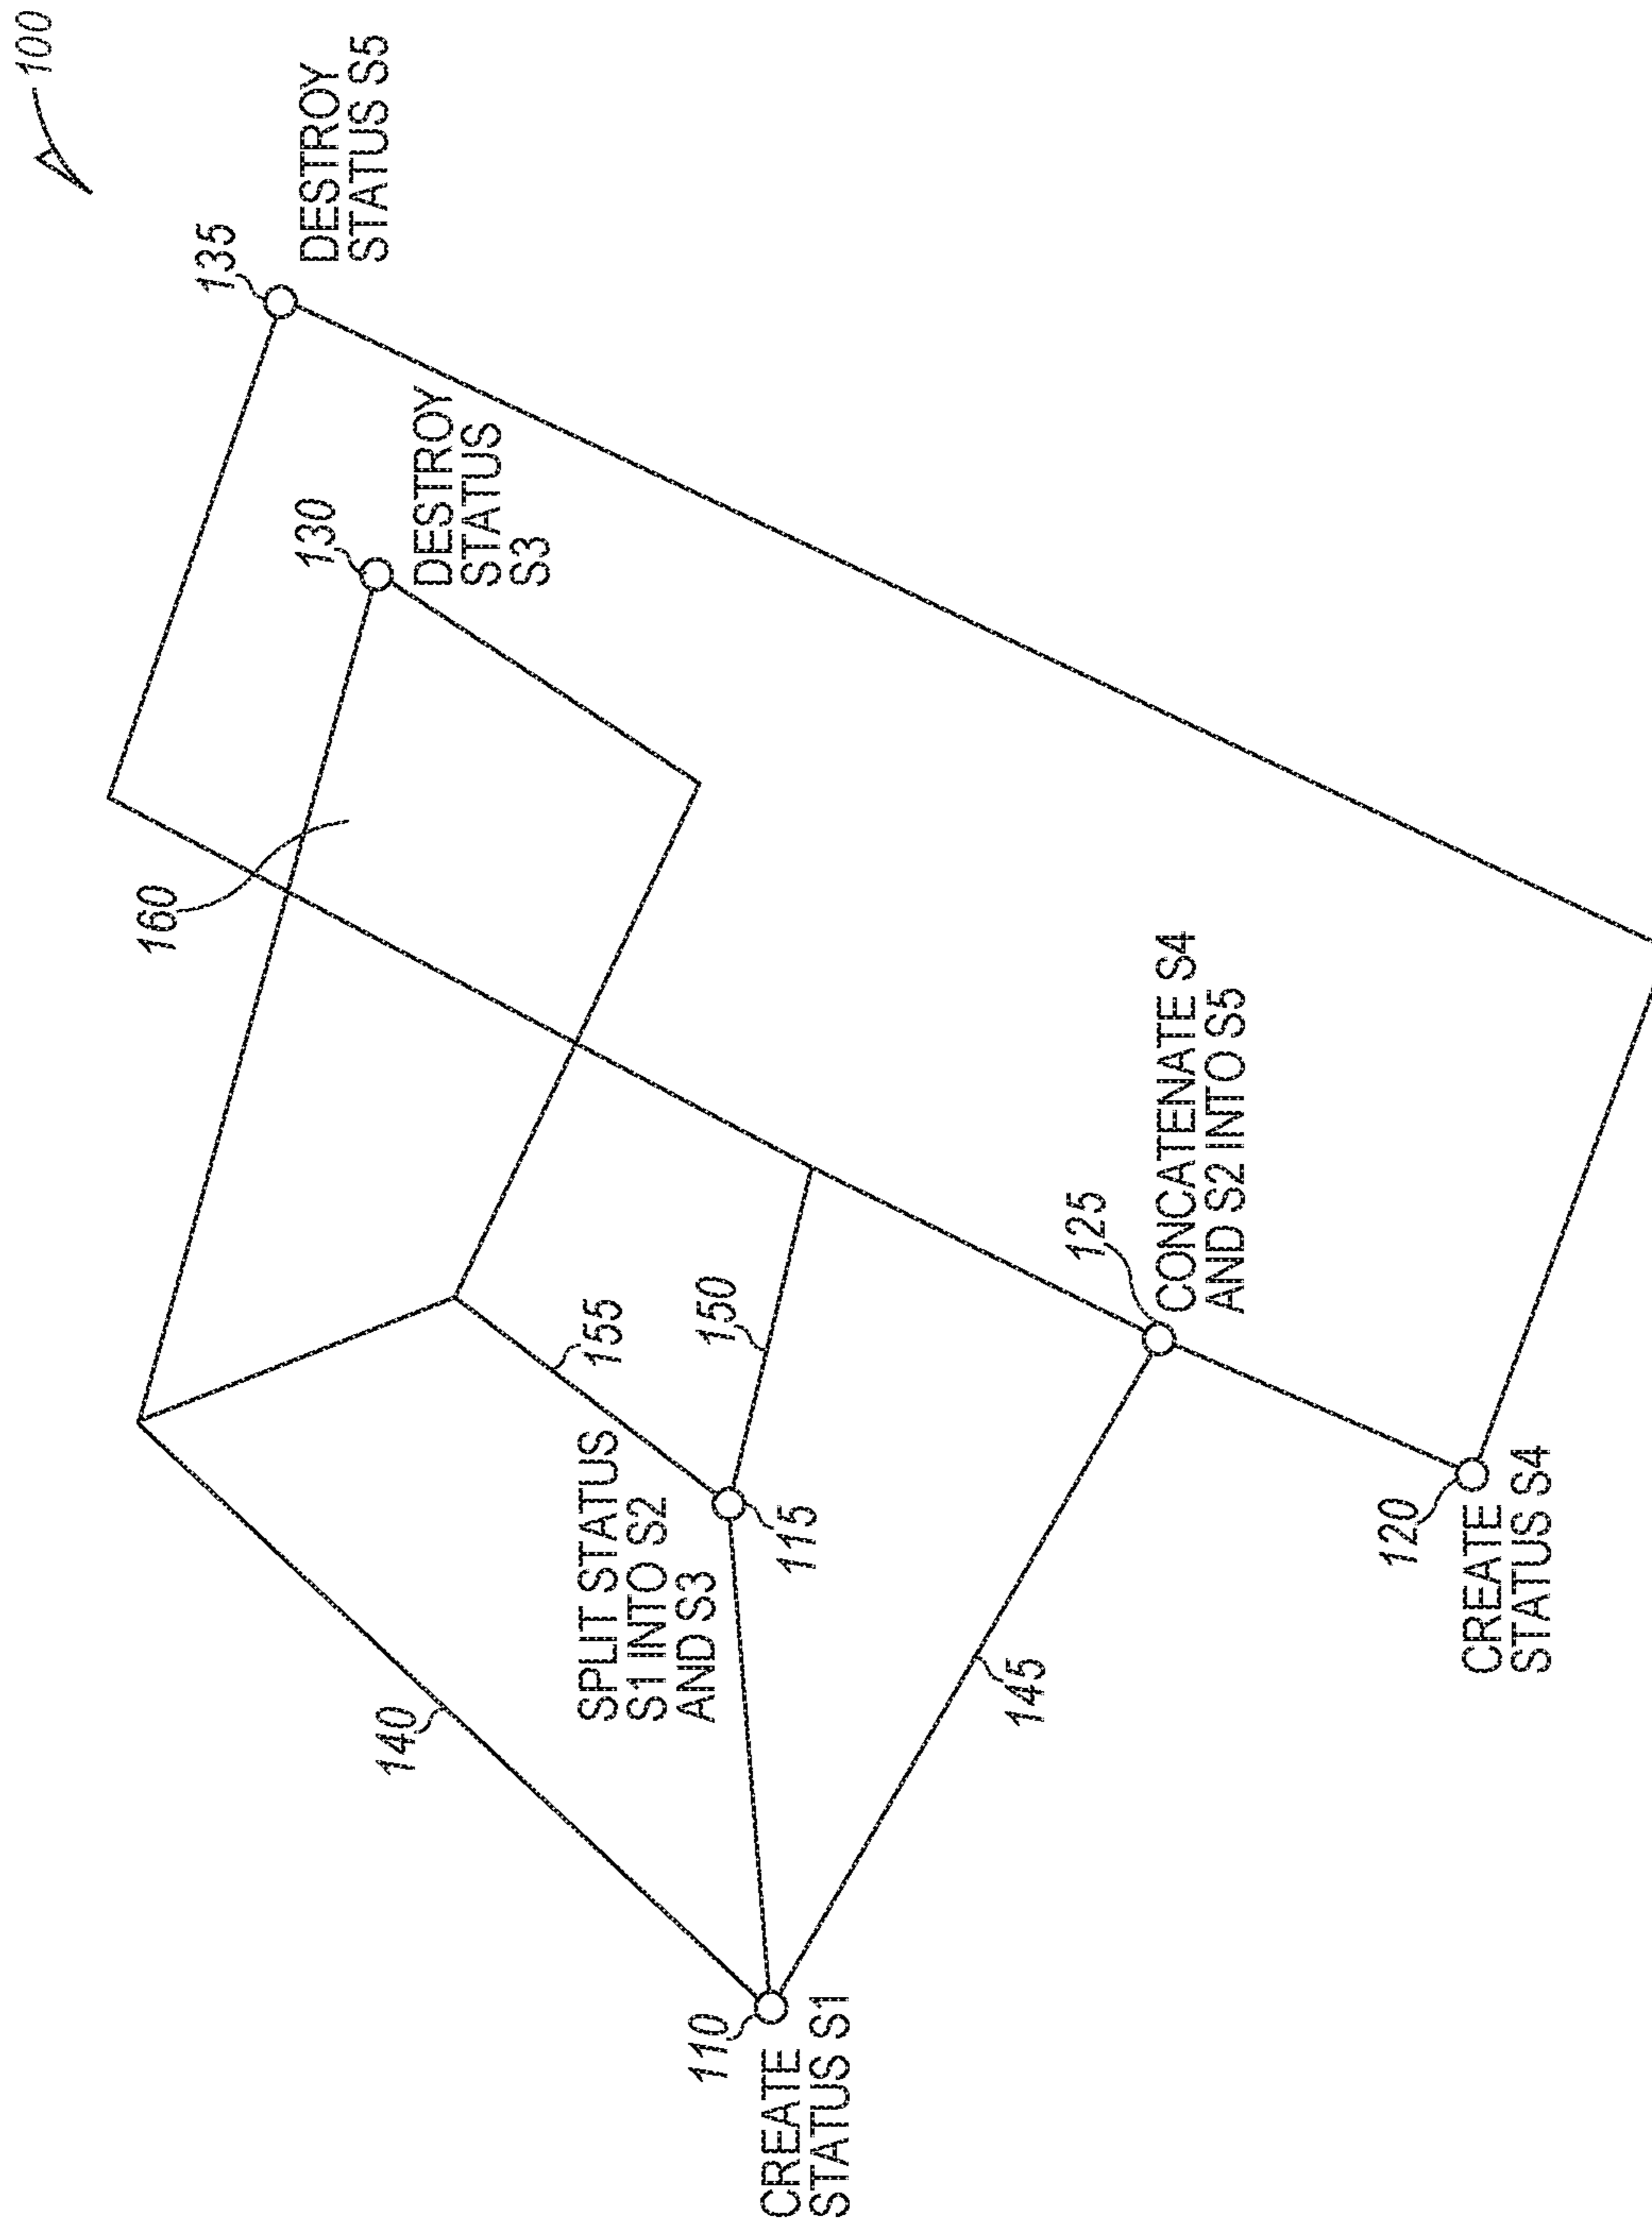 100
135
DESTROY
STATUS S5
130
DESTROY
STATUS
S3
160
155
150
125
CONCATENATE S4
AND S2 INTO S5
SPLIT STATUS
S1 INTO S2
AND S3
115
140
145
120
CREATE
STATUS S4
110
CREATE
STATUS S1